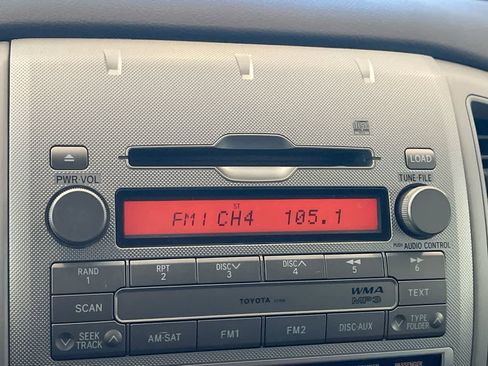 LOAD
PWR·VOL
TUNE·FILE
ST
FM1 CH4 105.1
PUSH AUDIO CONTROL
RAND
1
RPT
2
DISC
3
DISC
4
5
6
SCAN
TOYOTA
WMA
MP3
TEXT
SEEK
TRACK
AM·SAT
FM1
FM2
DISC·AUX
TYPE
FOLDER
PASSENGER